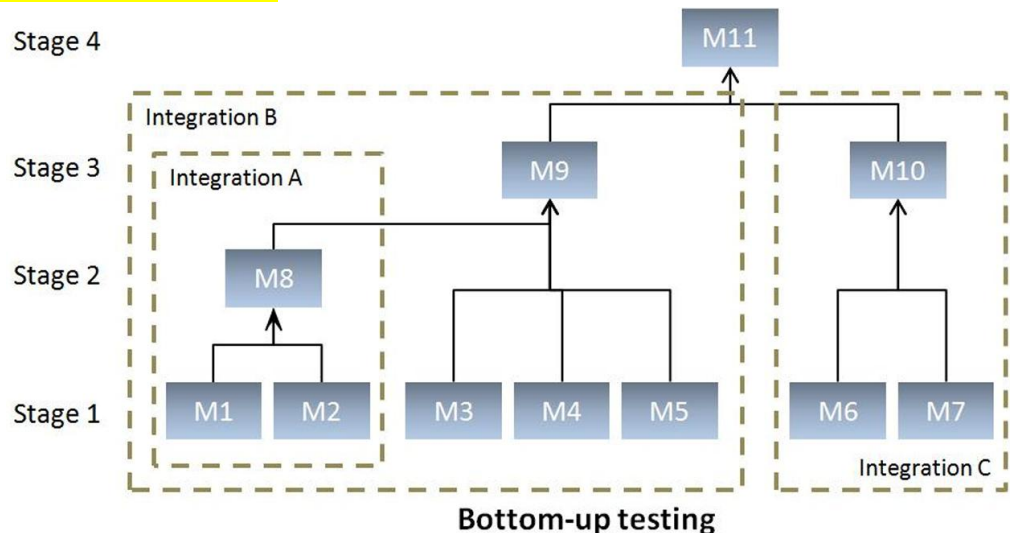 Stage 4
M11
Integration B
Stage 3
Integration A
M9
M10
Stage 2
M8
Stage 1
M1 M2 M3 M4 M5 M6 M7
Integration C
Bottom-up testing